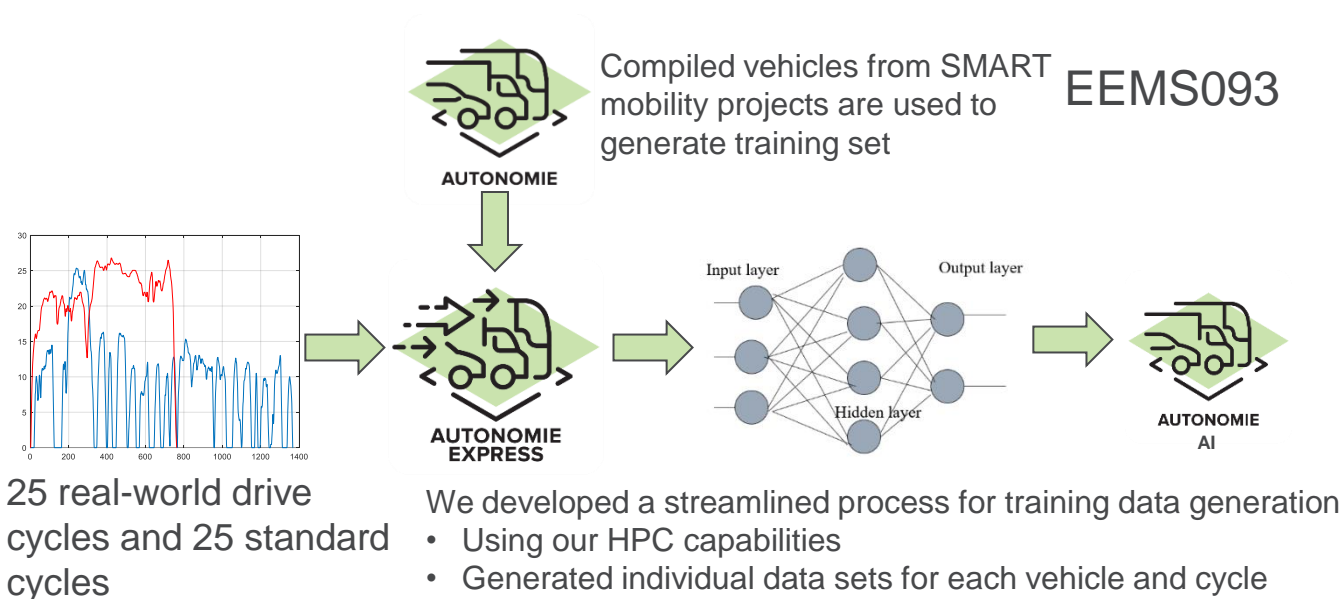 Compiled vehicles from SMART
mobility projects are used to
generate training set
EEMS093
AUTONOMIE
30
25
20
15
10
5
0
0 200 400 600 800 1000 1200 1400
AUTONOMIE
EXPRESS
Input layer
Output layer
Hidden layer
AUTONOMIE
AI
25 real-world drive
cycles and 25 standard
cycles
We developed a streamlined process for training data generation
• Using our HPC capabilities
• Generated individual data sets for each vehicle and cycle